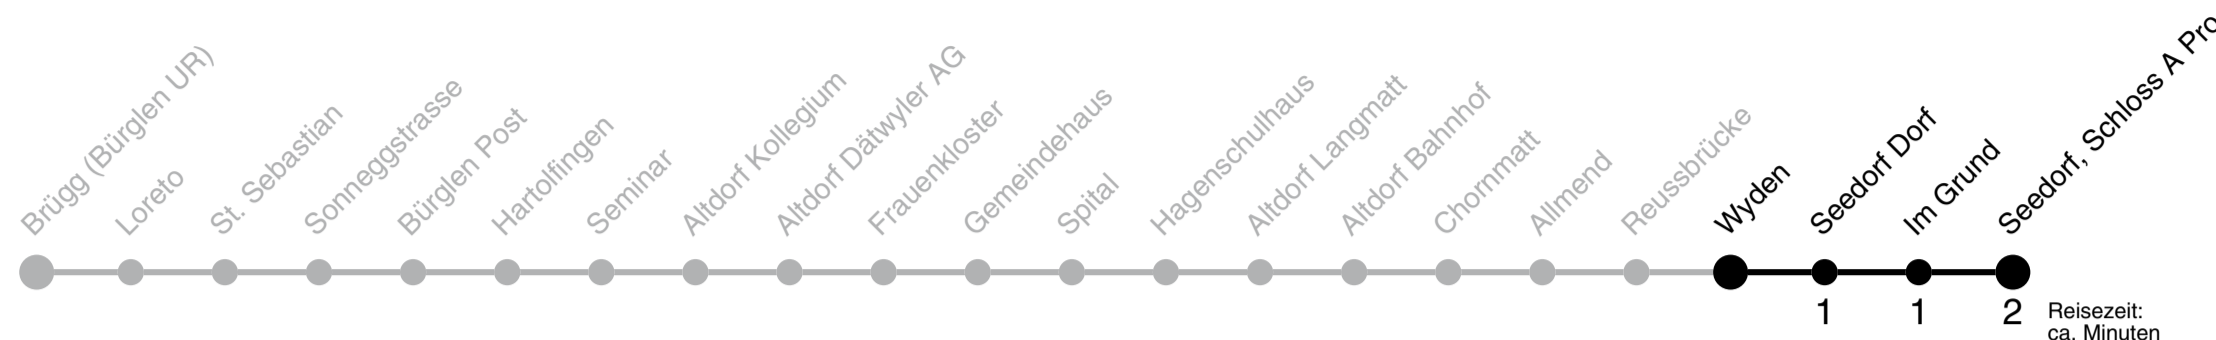 Brügg (Bürglen UR)
Loreto
St. Sebastian
Sonneggstrasse
Bürglen Post
Hartolfingen
Seminar
Altdorf Kollegium
Altdorf Dätwyler AG
Frauenkloster
Gemeindehaus
Spital
Hagenschulhaus
Altdorf Langmatt
Altdorf Bahnhof
Chornmatt
Allmend
Reussbrücke
Wyden
Seedorf Dorf
Im Grund
Seedorf, Schloss A Pro
1 1 2
Reisezeit:
ca. Minuten